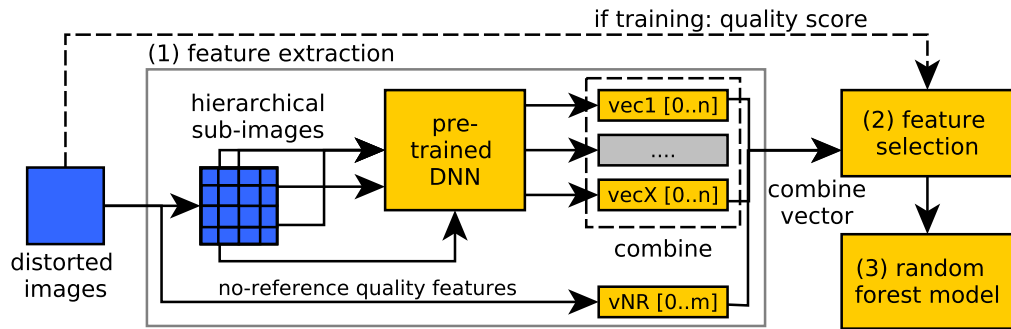 if training: quality score
(1) feature extraction
hierarchical
sub-images
pre-
trained
DNN
vec1 [0..n]
....
vecX [0..n]
combine
(2) feature
selection
combine
vector
distorted
images
no-reference quality features
vNR [0..m]
(3) random
forest model